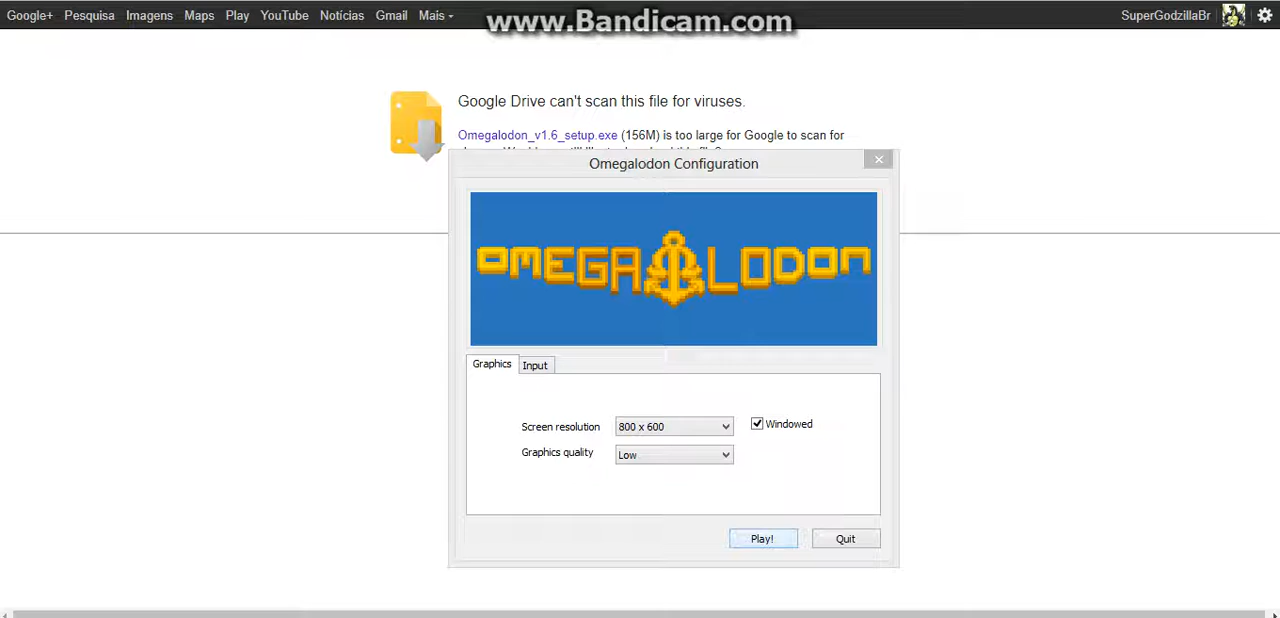 Google+ Pesquisa Imagens Maps Play YouTube Notícias Gmail Mais
www.Bandicam.com
SuperGodzillaBr
Google Drive can't scan this file for viruses.
Omegalodon_v1.6_setup.exe (156M) is too large for Google to scan for
Omegalodon Configuration
OMEGALODON
Graphics Input
Screen resolution 800 x 600 Windowed
Graphics quality Low
Play! Quit